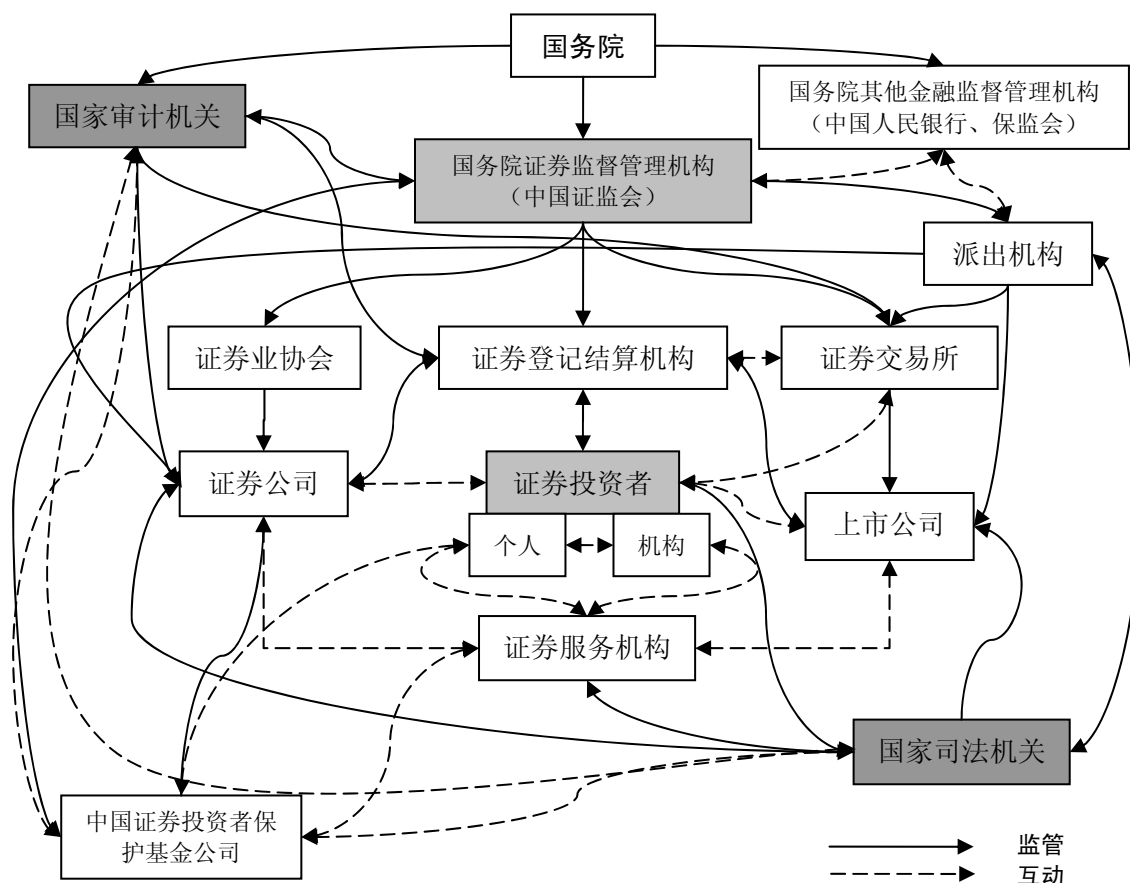 国务院
国家审计机关
国务院其他金融监督管理机构
（中国人民银行、保监会）
国务院证券监督管理机构
（中国证监会）
派出机构
证券业协会
证券登记结算机构
证券交易所
证券公司
证券投资者
上市公司
个人
机构
证券服务机构
国家司法机关
中国证券投资者保
护基金公司
监管
互动